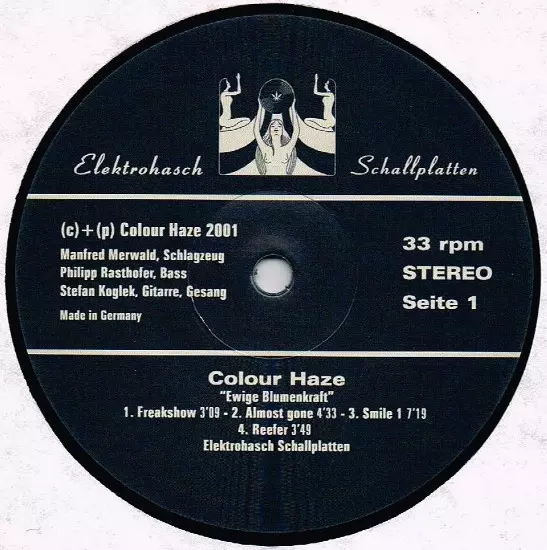 Elektrohasch Schallplatten
(c)+(p) Colour Haze 2001
Manfred Merwald, Schlagzeug
Philipp Rasthofer, Bass
Stefan Koglek, Gitarre, Gesang
Made in Germany
33 rpm
STEREO
Seite 1
Colour Haze
"Ewige Blumenkraft"
1. Freakshow 3'09 - 2. Almost gone 4'33 - 3. Smile 1 7'19
4. Reefer 3'49
Elektrohasch Schallplatten